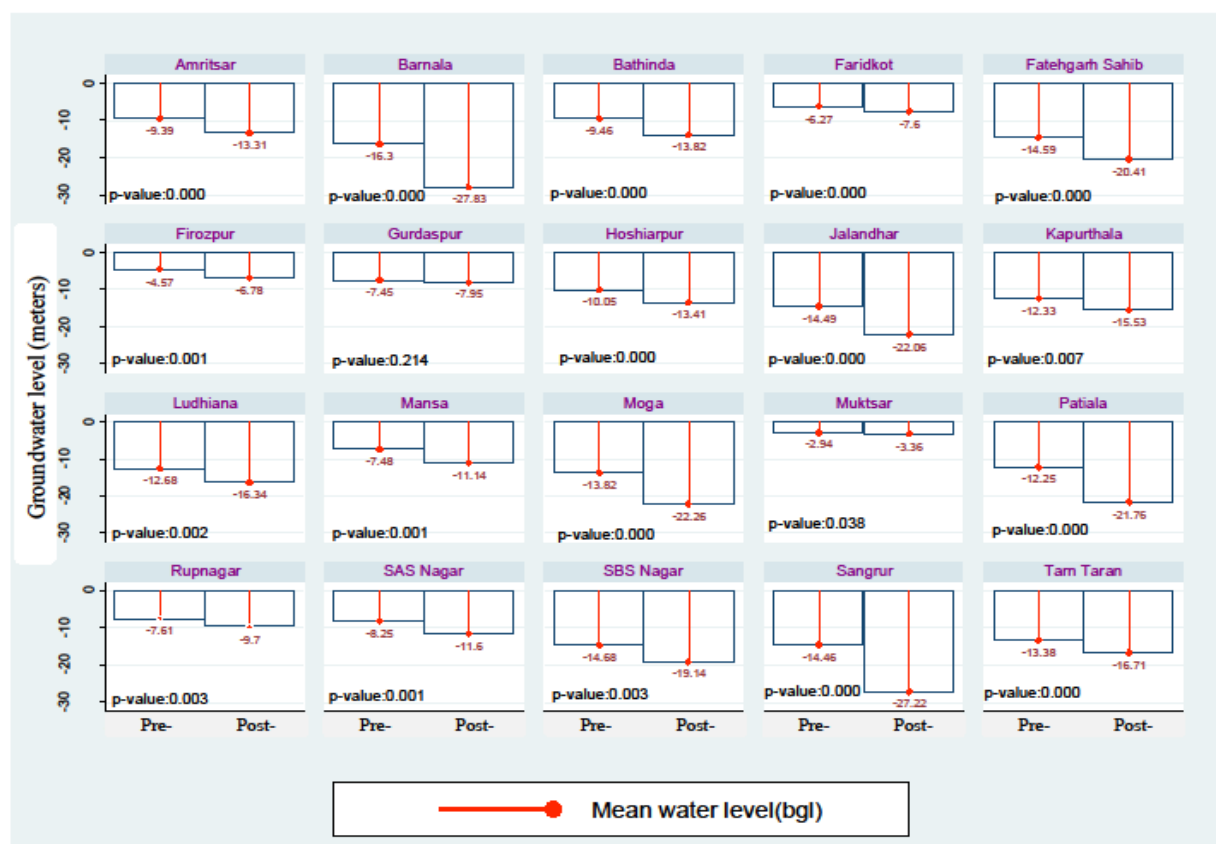 Amritsar Barnala Bathinda Faridkot Fatehgarh Sahib
0
-10
-20
-30
-9.39 -13.31 -16.3 -27.83 -9.46 -13.82 -6.27 -7.6 -14.59 -20.41
p-value:0.000 p-value:0.000 p-value:0.000 p-value:0.000 p-value:0.000
Groundwater level (meters)
Firozpur Gurdaspur Hoshiarpur Jalandhar Kapurthala
0
-10
-20
-30
-4.57 -6.78 -7.45 -7.95 -10.05 -13.41 -14.49 -22.06 -12.33 -15.53
p-value:0.001 p-value:0.214 p-value:0.000 p-value:0.000 p-value:0.007
Ludhiana Mansa Moga Muktsar Patiala
0
-10
-20
-30
-12.68 -16.34 -7.48 -11.14 -13.82 -22.26 -2.94 -3.36 -12.25 -21.76
p-value:0.002 p-value:0.001 p-value:0.000 p-value:0.038 p-value:0.000
Rupnagar SAS Nagar SBS Nagar Sangrur Tarn Taran
0
-10
-20
-30
-7.61 -9.7 -8.25 -11.6 -14.68 -19.14 -14.46 -27.22 -13.38 -16.71
p-value:0.003 p-value:0.001 p-value:0.003 p-value:0.000 p-value:0.000
Pre- Post- Pre- Post- Pre- Post- Pre- Post- Pre- Post-
Mean water level(bgl)